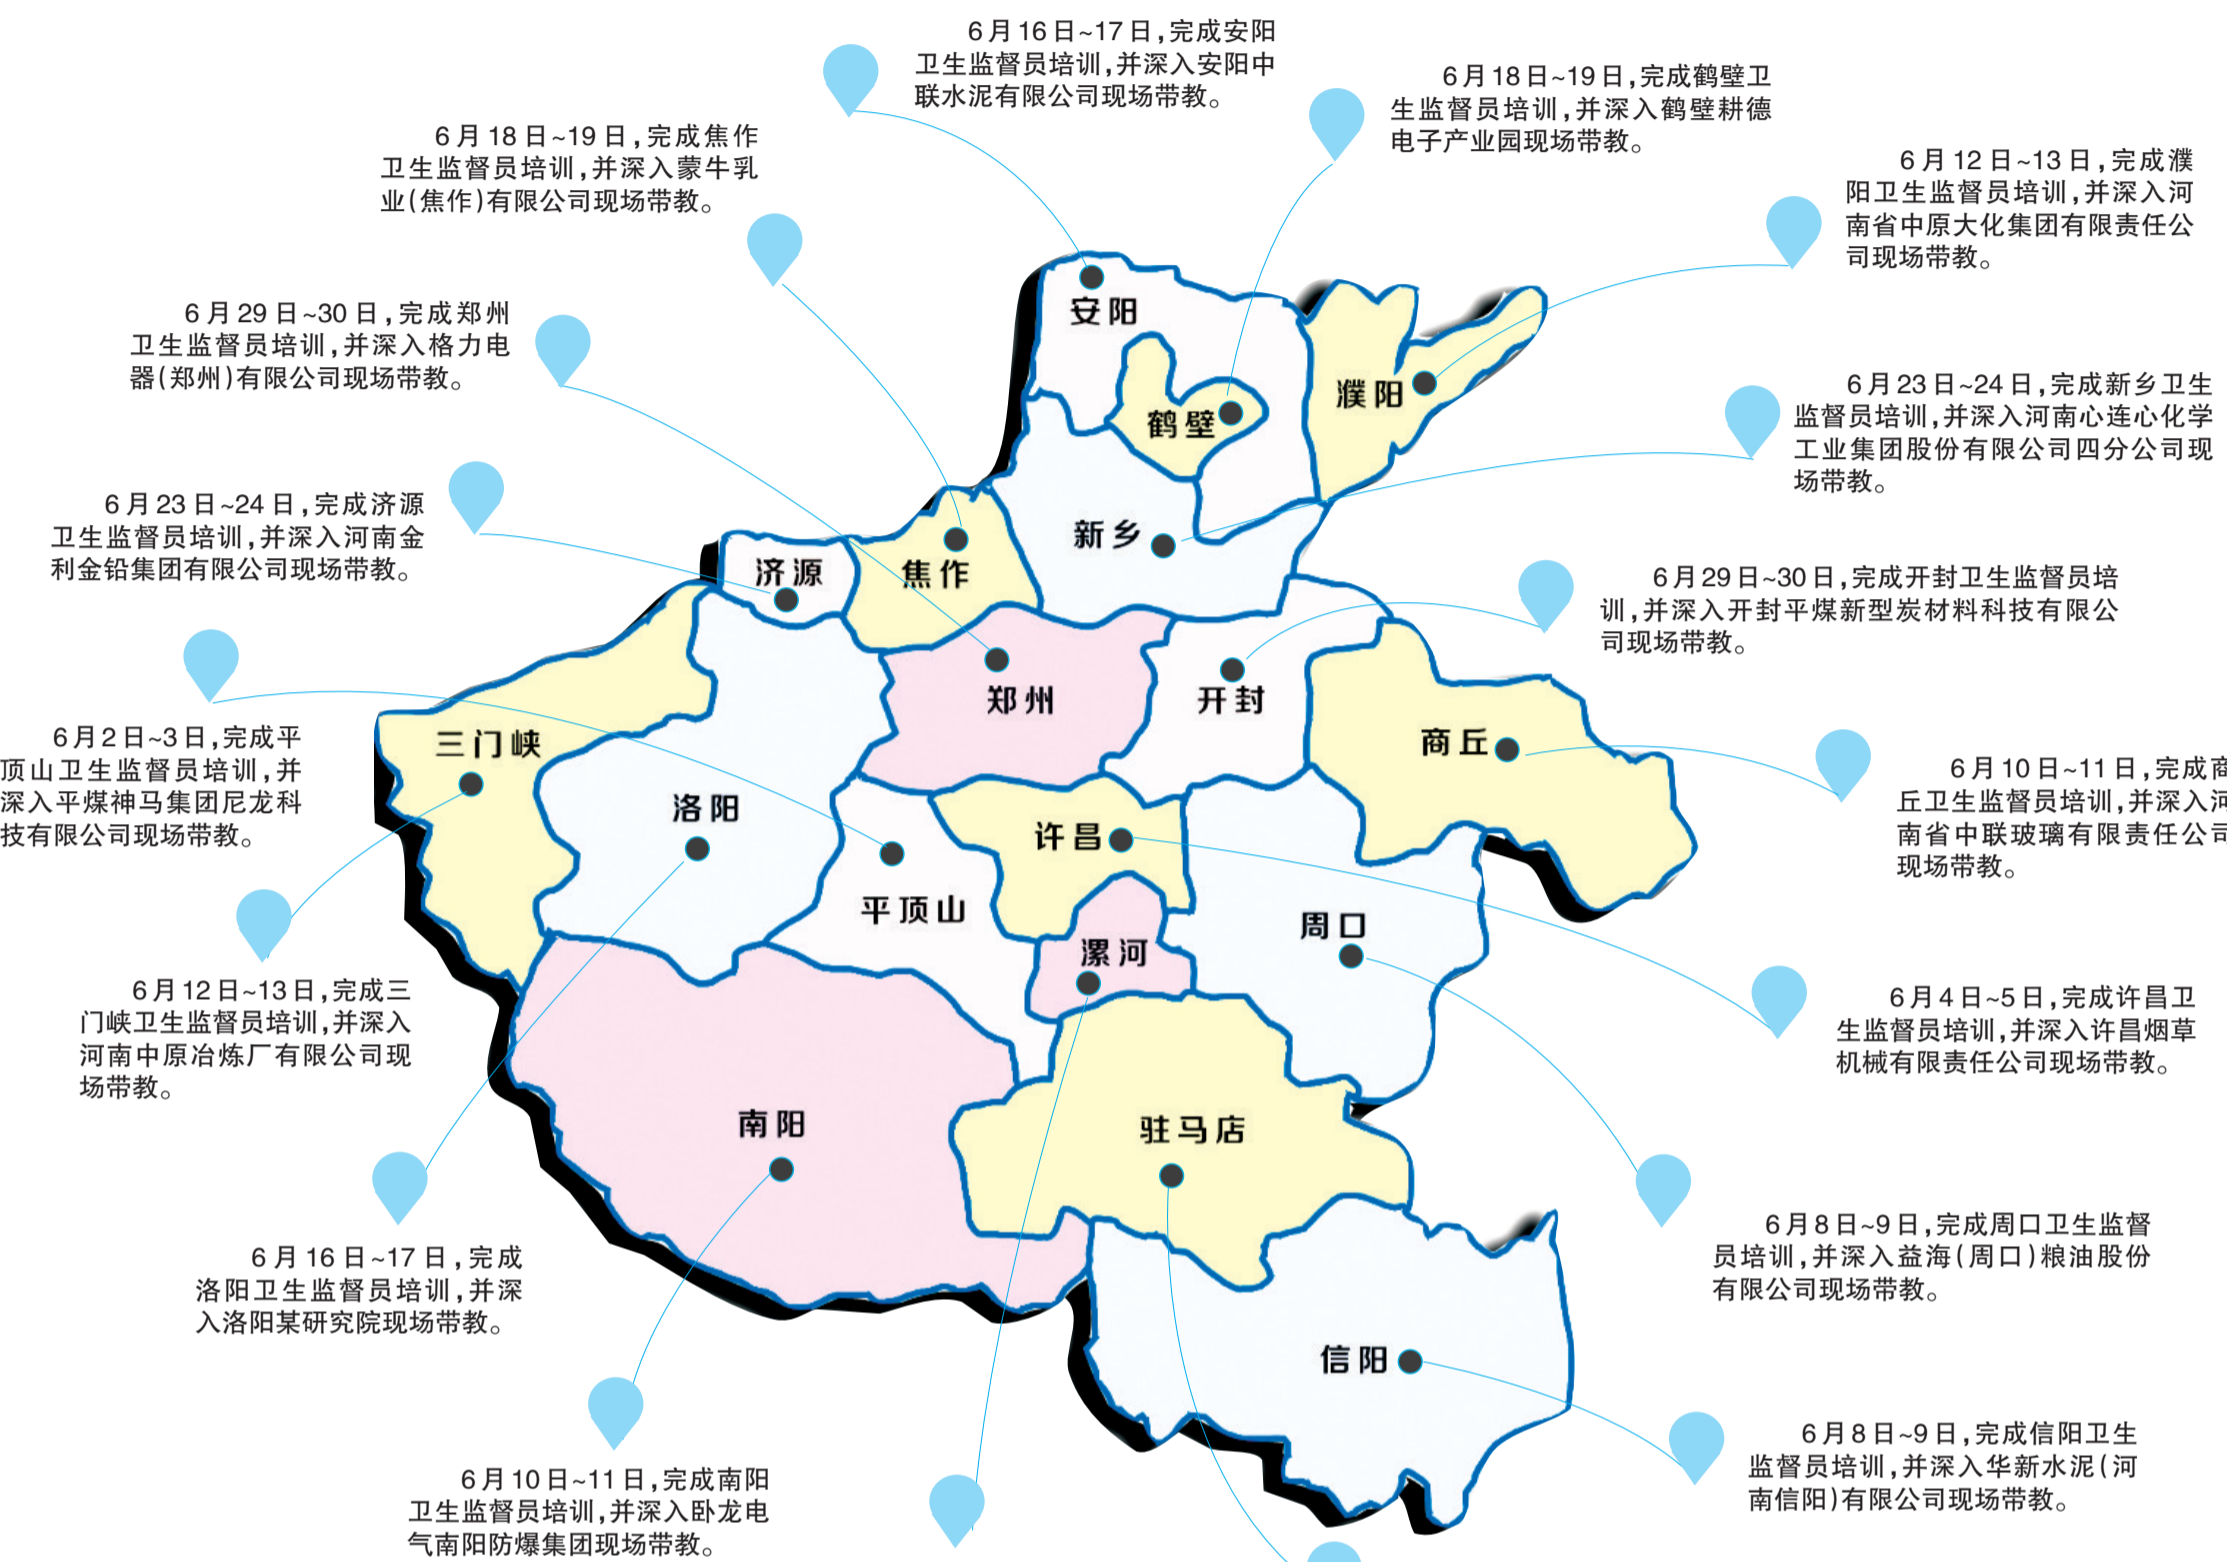 6月16日~17日,完成安阳
卫生监督员培训,并深入安阳中
联水泥有限公司现场带教。
6月18日~19日,完成鹤壁卫
生监督员培训,并深入鹤壁耕德
电子产业园现场带教。
6月18日~19日,完成焦作
卫生监督员培训,并深入蒙牛乳
业(焦作)有限公司现场带教。
6月12日~13日,完成濮
阳卫生监督员培训,并深入河
南省中原大化集团有限责任公
司现场带教。
6月29日~30日,完成郑州
卫生监督员培训,并深入格力电
器(郑州)有限公司现场带教。
6月23日~24日,完成新乡卫生
监督员培训,并深入河南心连心化学
工业集团股份有限公司四分公司现
场带教。
6月23日~24日,完成济源
卫生监督员培训,并深入河南金
利金铅集团有限公司现场带教。
6月29日~30日,完成开封卫生监督员培
训,并深入开封平煤新型炭材料科技有限公
司现场带教。
6月2日~3日,完成平
顶山卫生监督员培训,并
深入平煤神马集团尼龙科
技有限公司现场带教。
6月10日~11日,完成商
丘卫生监督员培训,并深入河
南省中联玻璃有限责任公司
现场带教。
6月12日~13日,完成三
门峡卫生监督员培训,并深入
河南中原冶炼厂有限公司现
场带教。
6月4日~5日,完成许昌卫
生监督员培训,并深入许昌烟草
机械有限责任公司现场带教。
6月16日~17日,完成
洛阳卫生监督员培训,并深
入洛阳某研究院现场带教。
6月8日~9日,完成周口卫生监督
员培训,并深入益海(周口)粮油股份
有限公司现场带教。
6月10日~11日,完成南阳
卫生监督员培训,并深入卧龙电
气南阳防爆集团现场带教。
6月8日~9日,完成信阳卫生
监督员培训,并深入华新水泥(河
南信阳)有限公司现场带教。
安阳
鹤壁
濮阳
新乡
济源
焦作
郑州
开封
三门峡
商丘
洛阳
许昌
平顶山
周口
漯河
南阳
驻马店
信阳